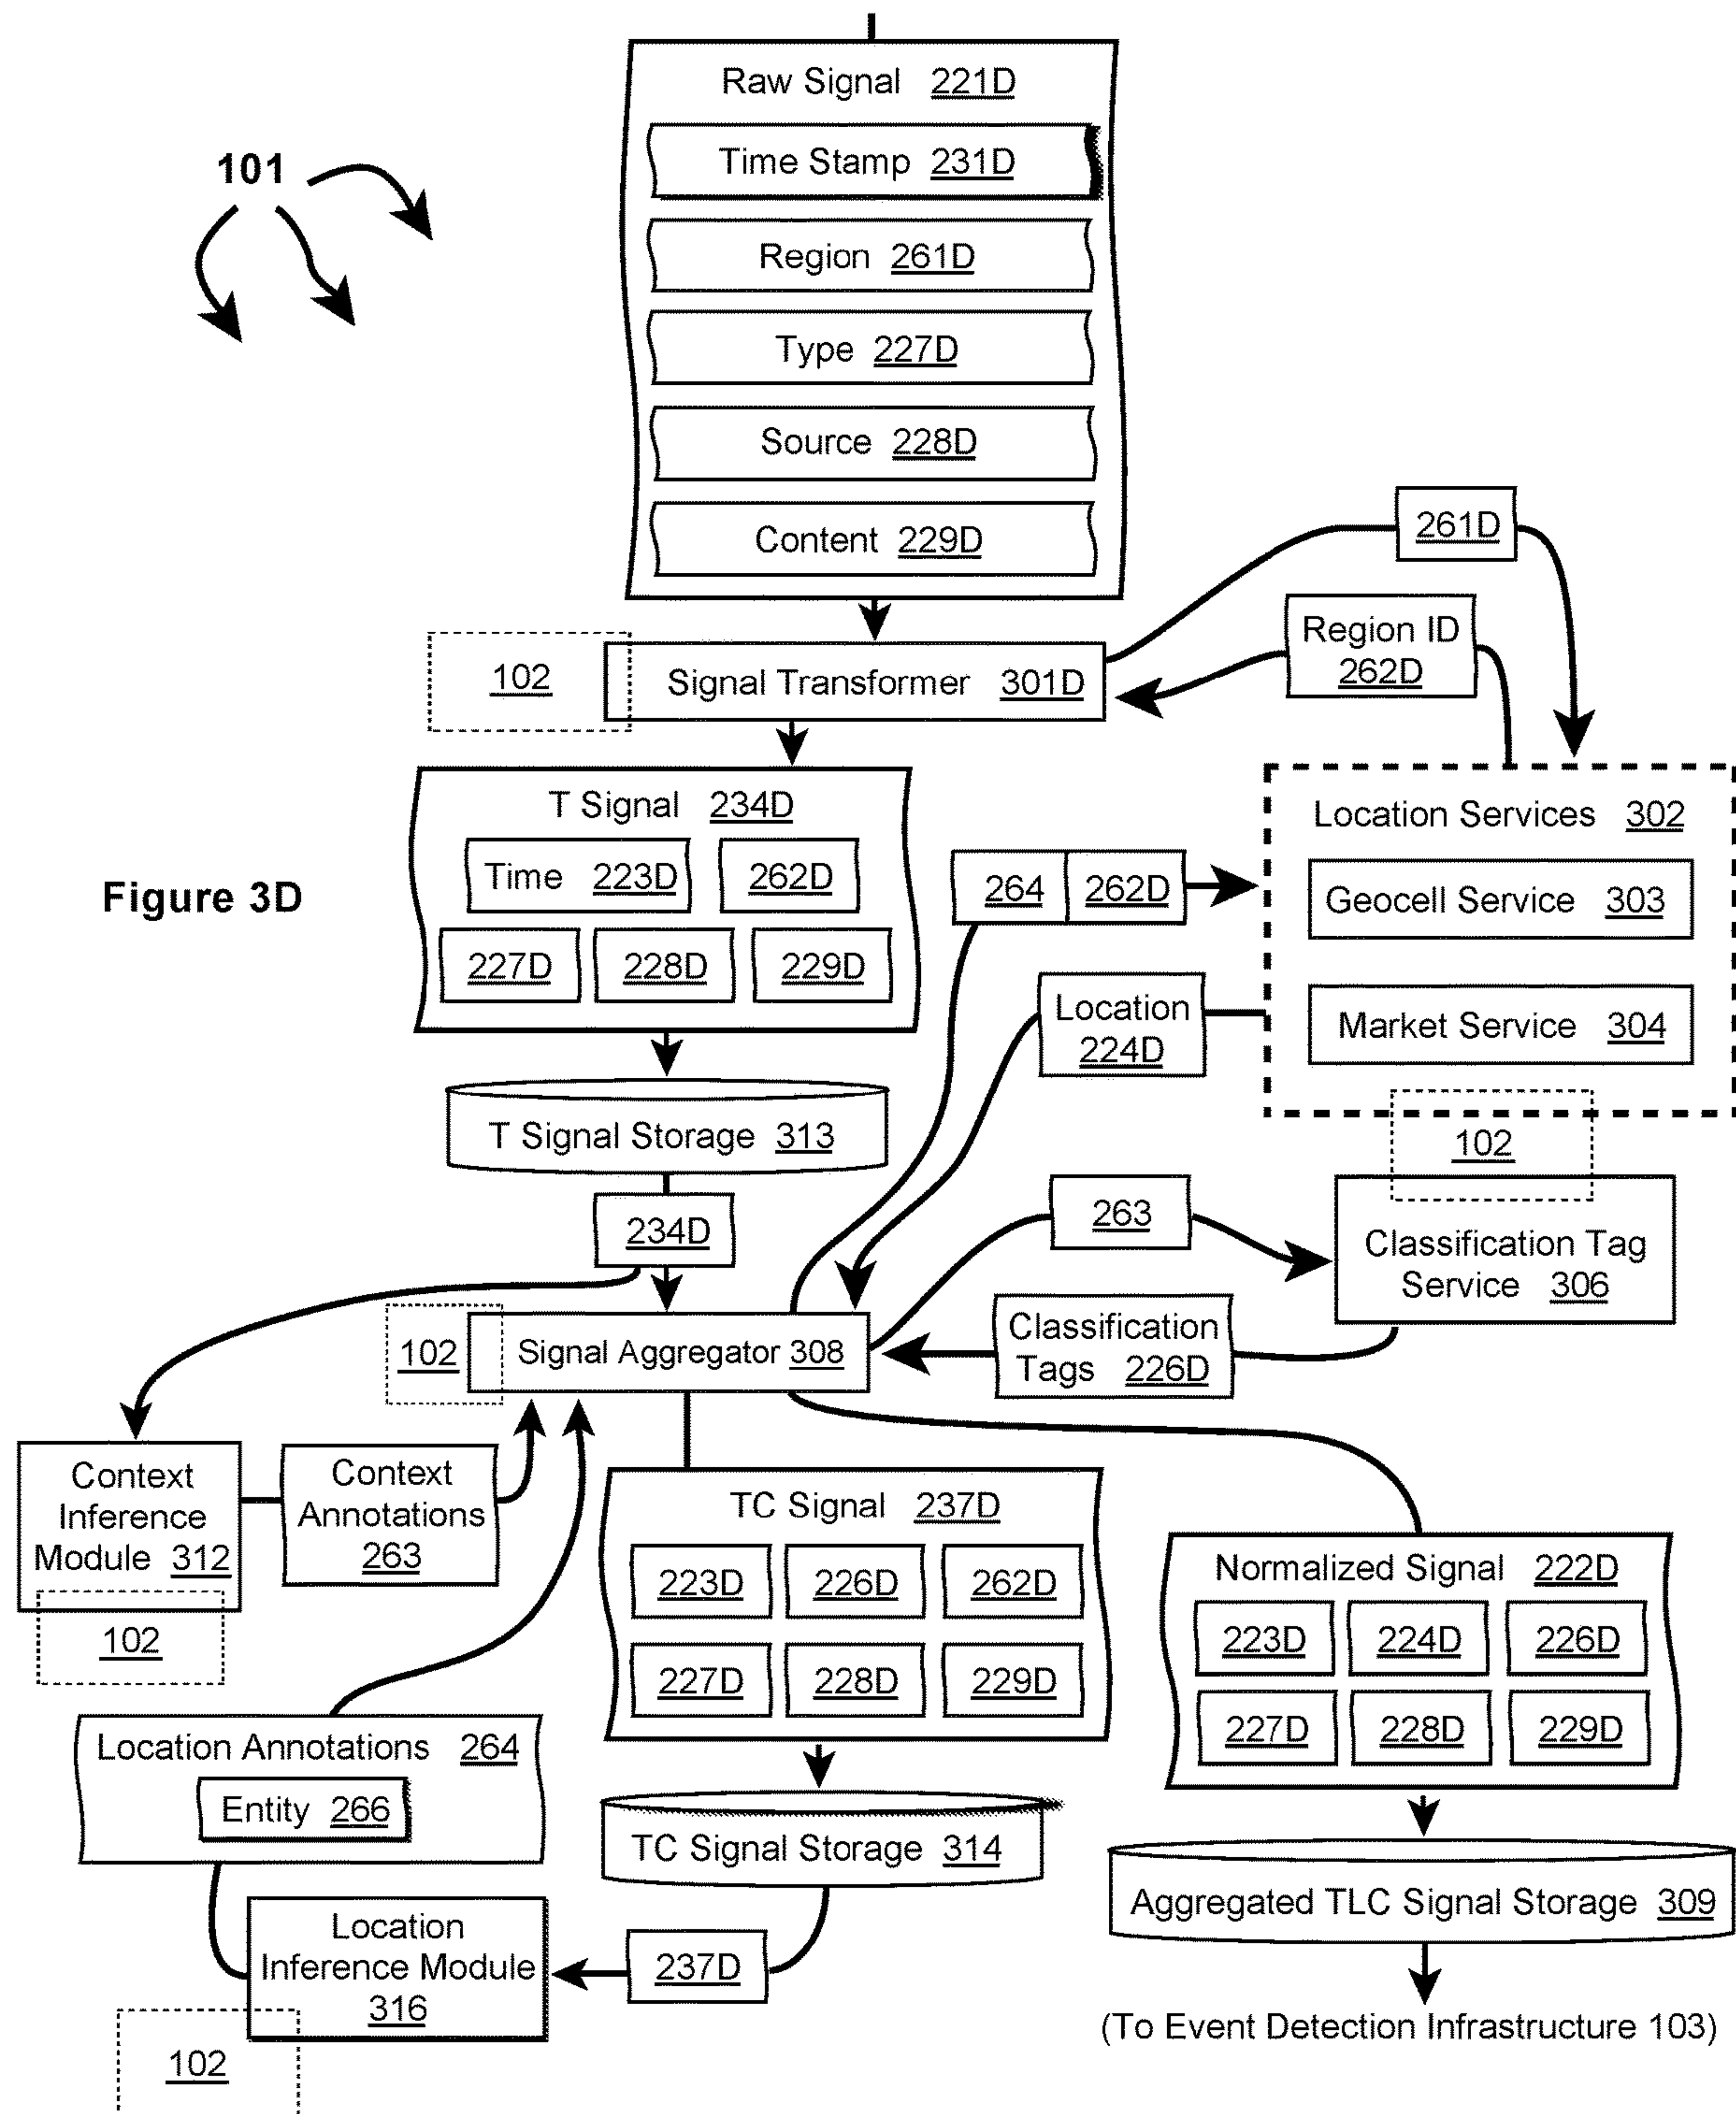 Raw Signal 221D
Time Stamp 231D
101
Region 261D
Type 227D
Source 228D
Content 229D
261D
Region ID
262D
102
Signal Transformer 301D
T Signal 234D
Time 223D
262D
227D
228D
229D
Figure 3D
Location Services 302
Geocell Service 303
Market Service 304
264
262D
Location
224D
T Signal Storage 313
102
234D
263
Classification Tag
Service 306
102
Signal Aggregator 308
Classification
Tags 226D
Context
Inference
Module 312
Context
Annotations
263
102
TC Signal 237D
223D
226D
262D
227D
228D
229D
Normalized Signal 222D
223D
224D
226D
227D
228D
229D
Location Annotations 264
Entity 266
TC Signal Storage 314
Aggregated TLC Signal Storage 309
Location
Inference Module
316
237D
102
(To Event Detection Infrastructure 103)